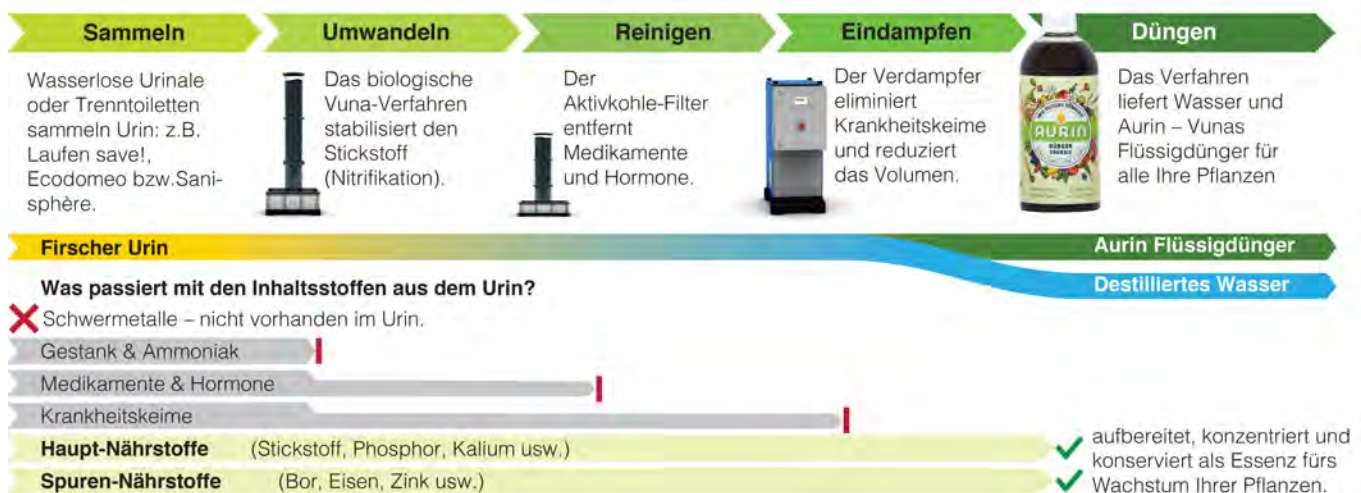 Sammeln
Umwandeln
Reinigen
Eindampfen
Düngen
Wasserlose Urinale
oder Trenntoiletten
sammeln Urin: z.B.
Laufen save!,
Ecodomeo bzw.Sani-
sphère.
Das biologische
Vuna-Verfahren
stabilisiert den
Stickstoff
(Nitrifikation).
Der
Aktivkohle-Filter
entfernt
Medikamente
und Hormone.
Der Verdampfer
eliminiert
Krankheitskeime
und reduziert
das Volumen.
AURIN
DÜNGER
Das Verfahren
liefert Wasser und
Aurin – Vunas
Flüssigdünger für
alle Ihre Pflanzen
Firscher Urin
Aurin Flüssigdünger
Destilliertes Wasser
Was passiert mit den Inhaltsstoffen aus dem Urin?
Schwermetalle – nicht vorhanden im Urin.
Gestank & Ammoniak
Medikamente & Hormone
Krankheitskeime
Haupt-Nährstoffe (Stickstoff, Phosphor, Kalium usw.)
Spuren-Nährstoffe (Bor, Eisen, Zink usw.)
aufbereitet, konzentriert und
konserviert als Essenz fürs
Wachstum Ihrer Pflanzen.